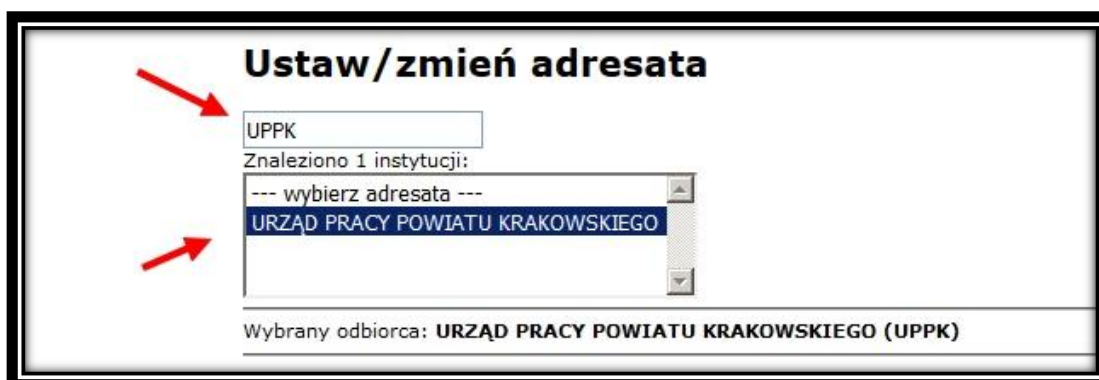 Ustaw/zmień adresata
UPPK
Znaleziono 1 instytucji:
--- wybierz adresata ---
URZĄD PRACY POWIATU KRAKOWSKIEGO
Wybrany odbiorca: URZĄD PRACY POWIATU KRAKOWSKIEGO (UPPK)